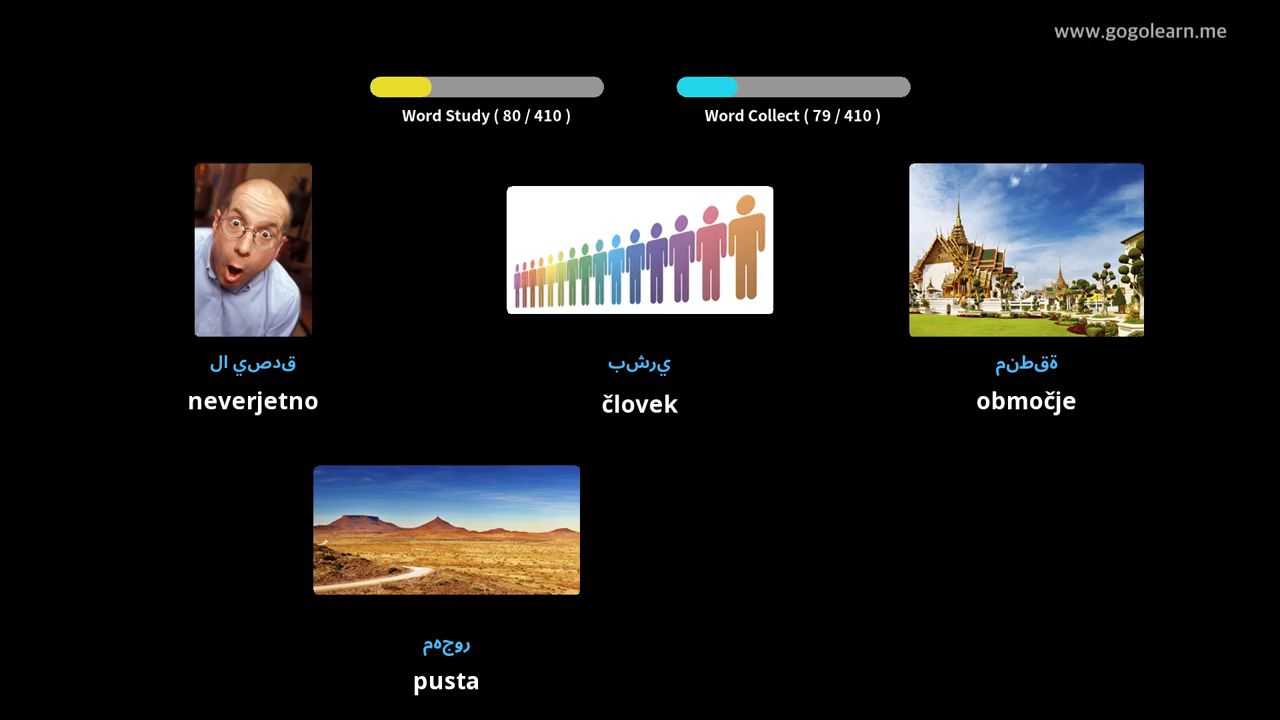 www.gogolearn.me
Word Study ( 80 / 410 )
Word Collect ( 79 / 410 )
قدصي ال
neverjetno
يرشب
človek
ةقطنم
območje
روجهم
pusta